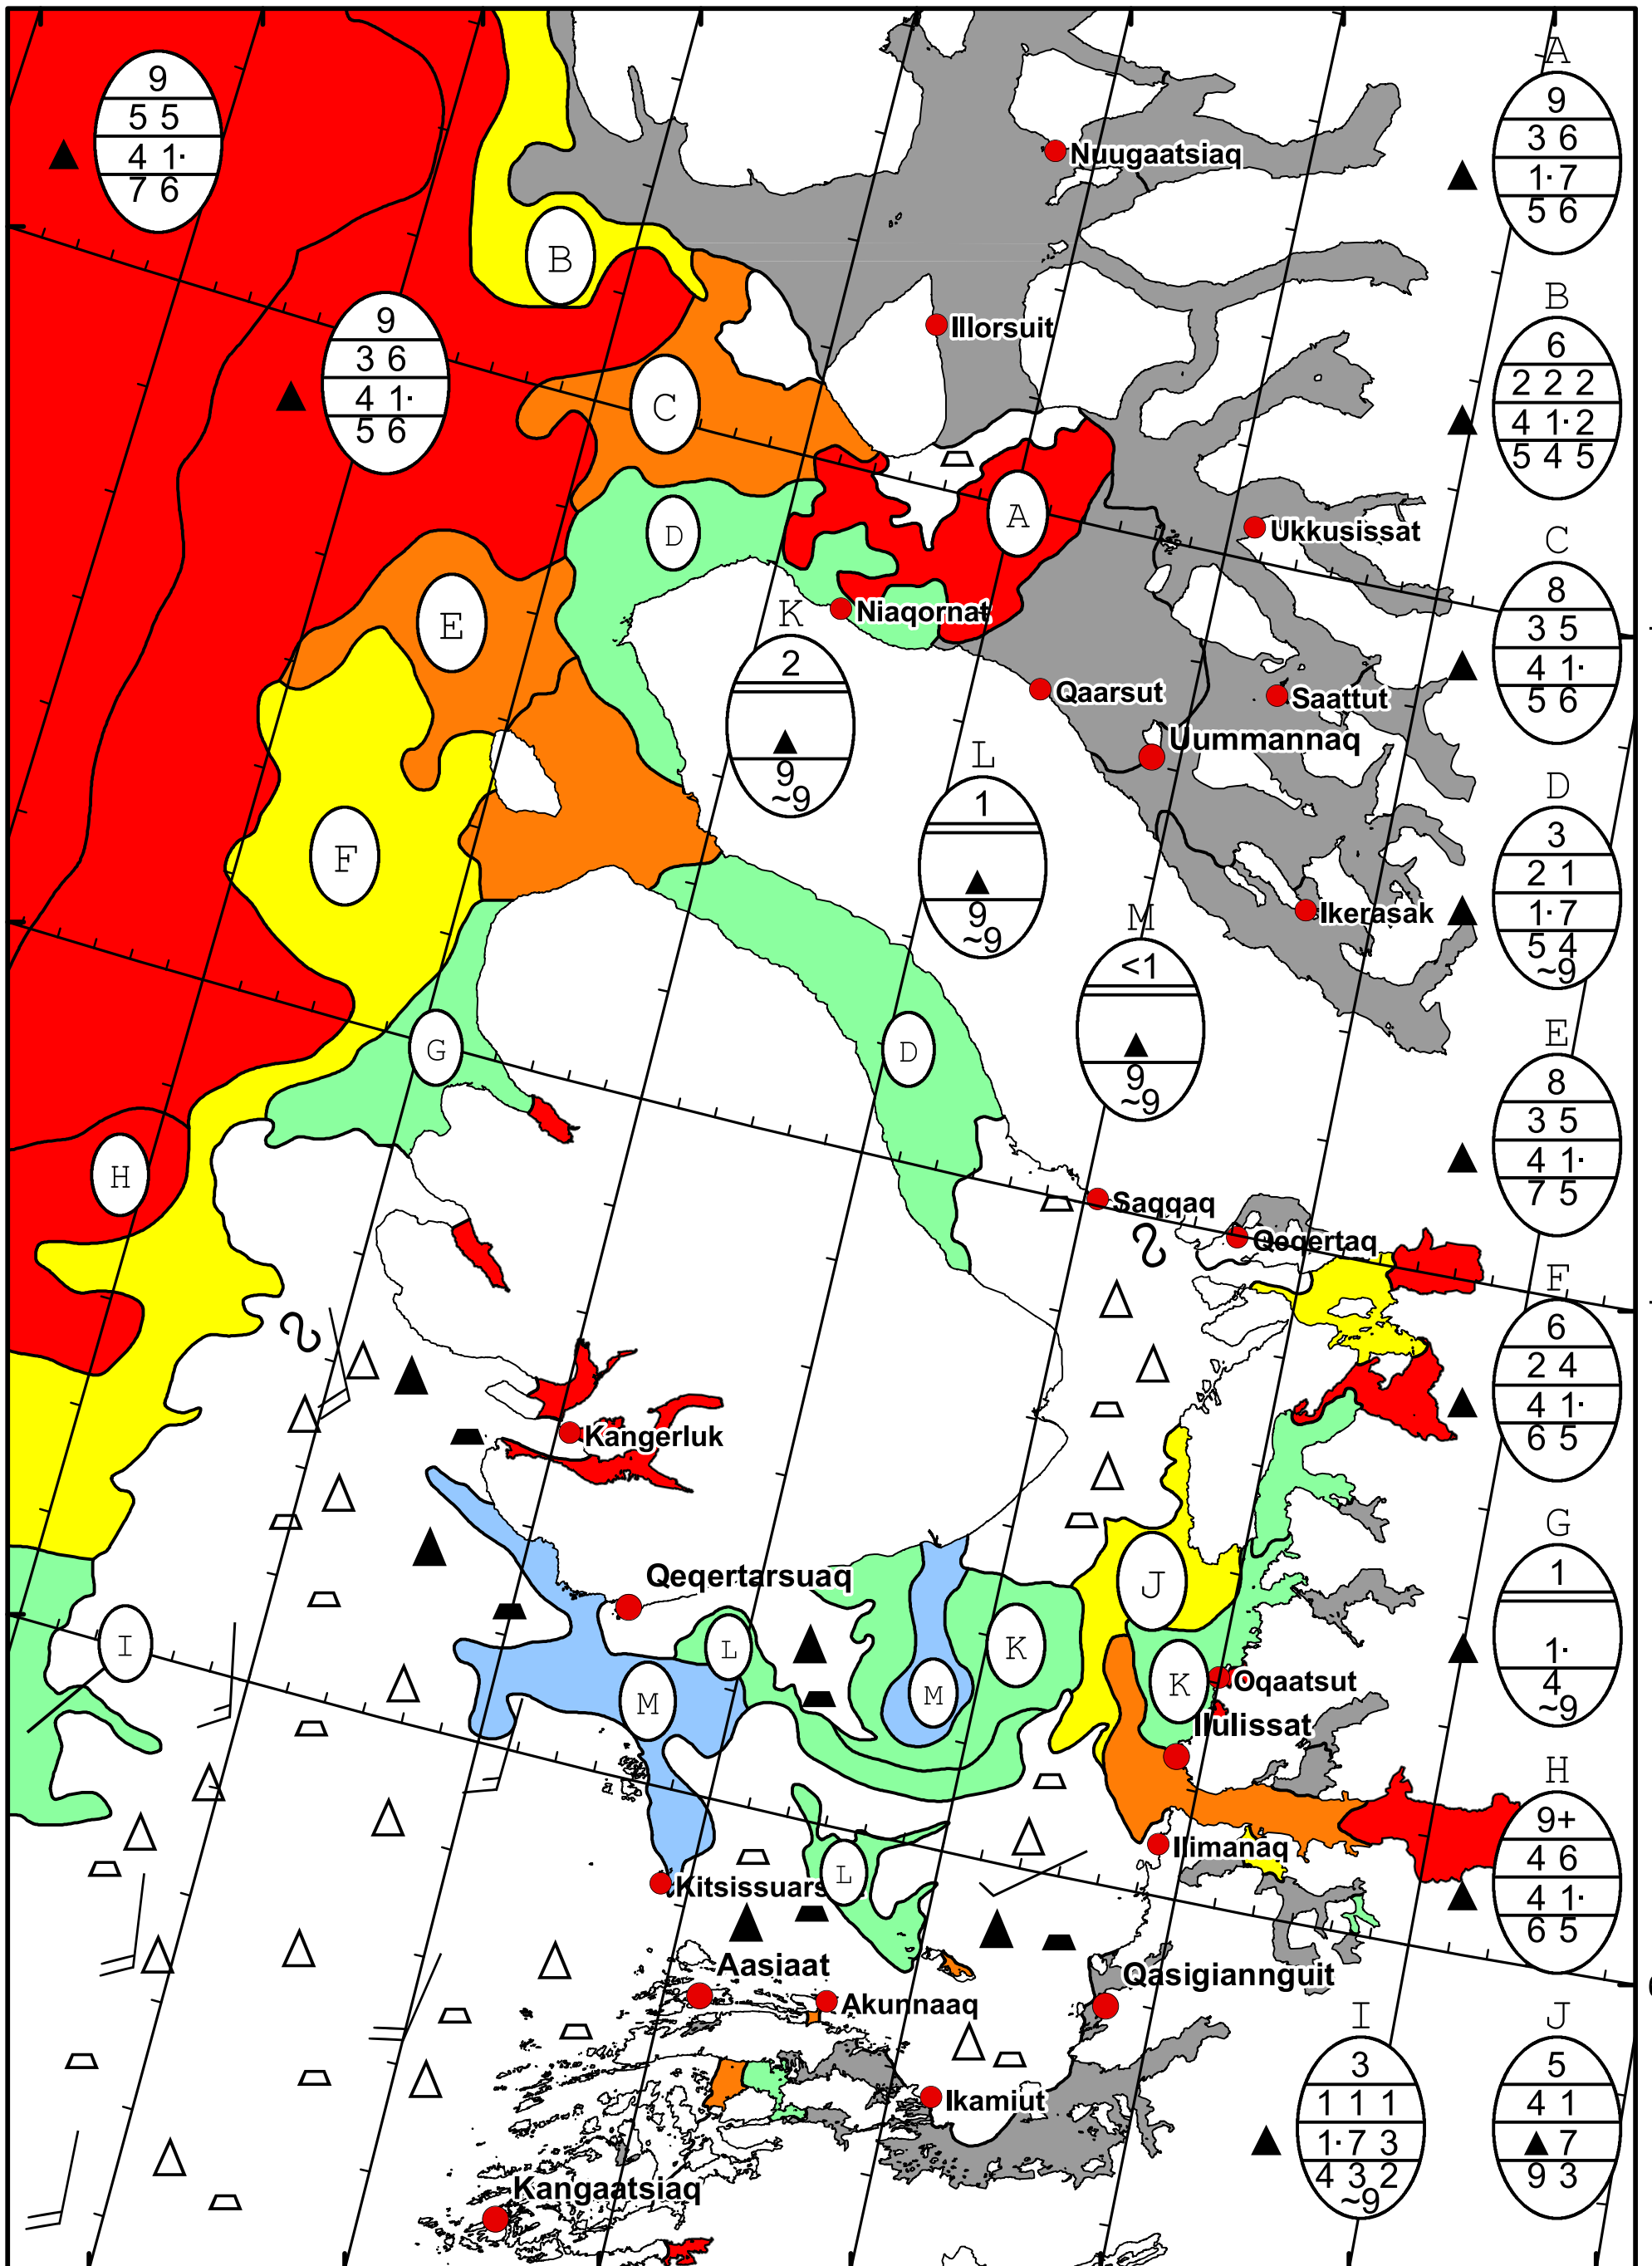 9
5 5
4 1·
7 6
9
3 6
4 1·
5 6
A
9
3 6
1·7
5 6
B
6
2 2 2
4 1·2
5 4 5
C
8
3 5
4 1·
5 6
D
3
2 1
1·7
5 4
~9
E
8
3 5
4 1·
7 5
F
6
2 4
4 1·
6 5
G
1
1·
4
~9
H
9+
4 6
4 1·
6 5
I
3
1 1 1
1·7 3
4 3 2
~9
J
5
4 1
▲7
9 3
K
2
▲
9
~9
L
1
▲
9
~9
M
<1
▲
9
~9
Nuugaatsiaq
B
Illorsuit
C
A
D
Ukkusissat
Niaqornat
E
Qaarsut
Saattut
Uummannaq
F
Ikerasak
G
D
H
Saqqaq
Qeqertaq
Kangerluk
Qeqertarsuaq
J
I
L
K
M
M
K
Oqaatsut
Ilulissat
Ilimanaq
L
Aasiaat
Akunnaaq
Qasigiannguit
Ikamiut
Kangaatsiaq